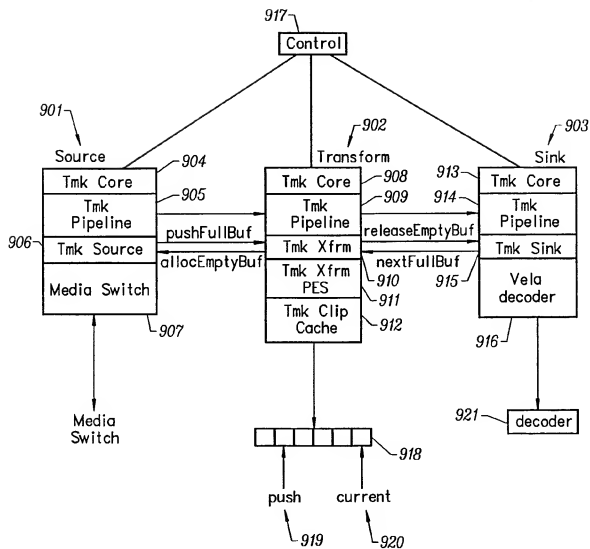 917
Control
901
902
903
Source
904
Transform
908
913
Sink
Tmk Core
905
Tmk Core
909
914
Tmk Core
Tmk
Pipeline
Tmk
Pipeline
Tmk
Pipeline
906
pushFullBuf
releaseEmptyBuf
Tmk Source
Tmk Xfrm
Tmk Sink
allocEmptyBuf
910
nextFullBuf
915
Media Switch
Tmk Xfrm
PES
911
Vela
decoder
907
Tmk Clip
Cache
912
916
Media
Switch
921
decoder
918
push
current
919
920